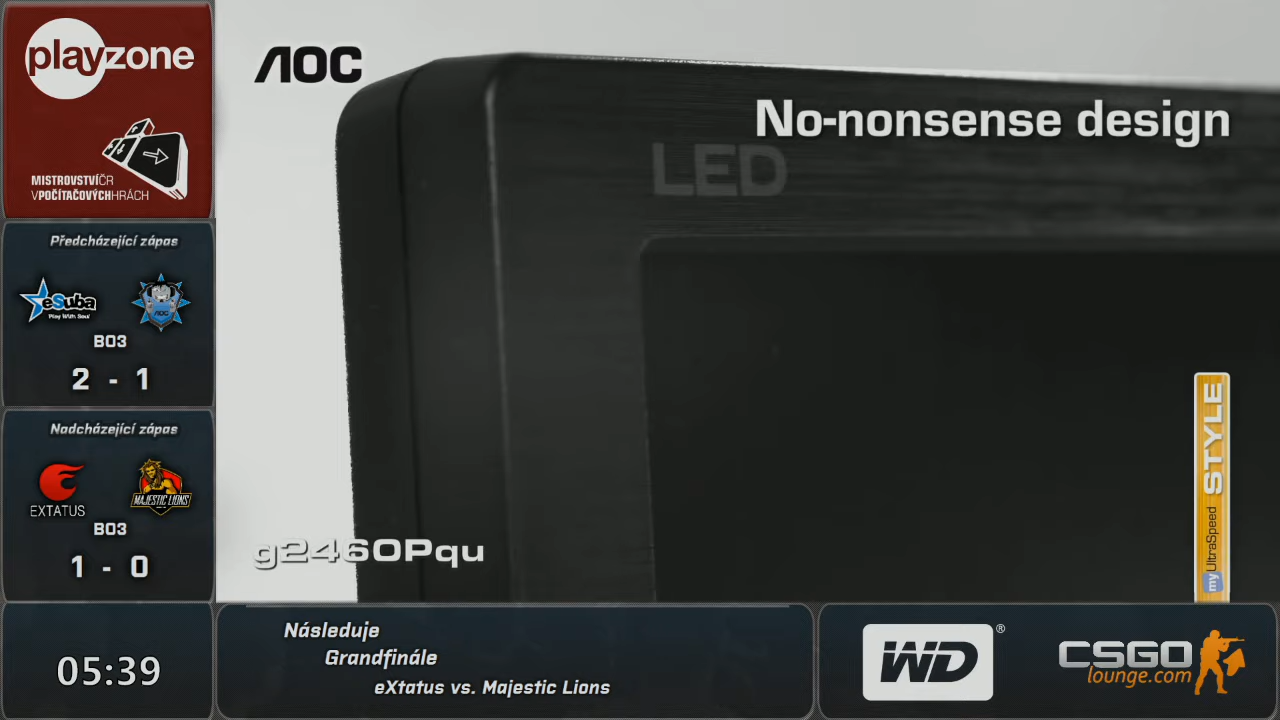 playzone
MISTROVSTVÍČR
VPOČÍTAČOVÝCHHRÁCH
Předcházející zápas
eSuba
Play With Soul
AOC
BO3
2 - 1
Nadcházející zápas
EXTATUS
MAJESTIC LIONS
BO3
1 - 0
05:39
AOC
No-nonsense design
LED
g2460Pqu
myUltraSpeed STYLE
Následuje
Grandfinále
eXtatus vs. Majestic Lions
WD®
CSGO
lounge.com